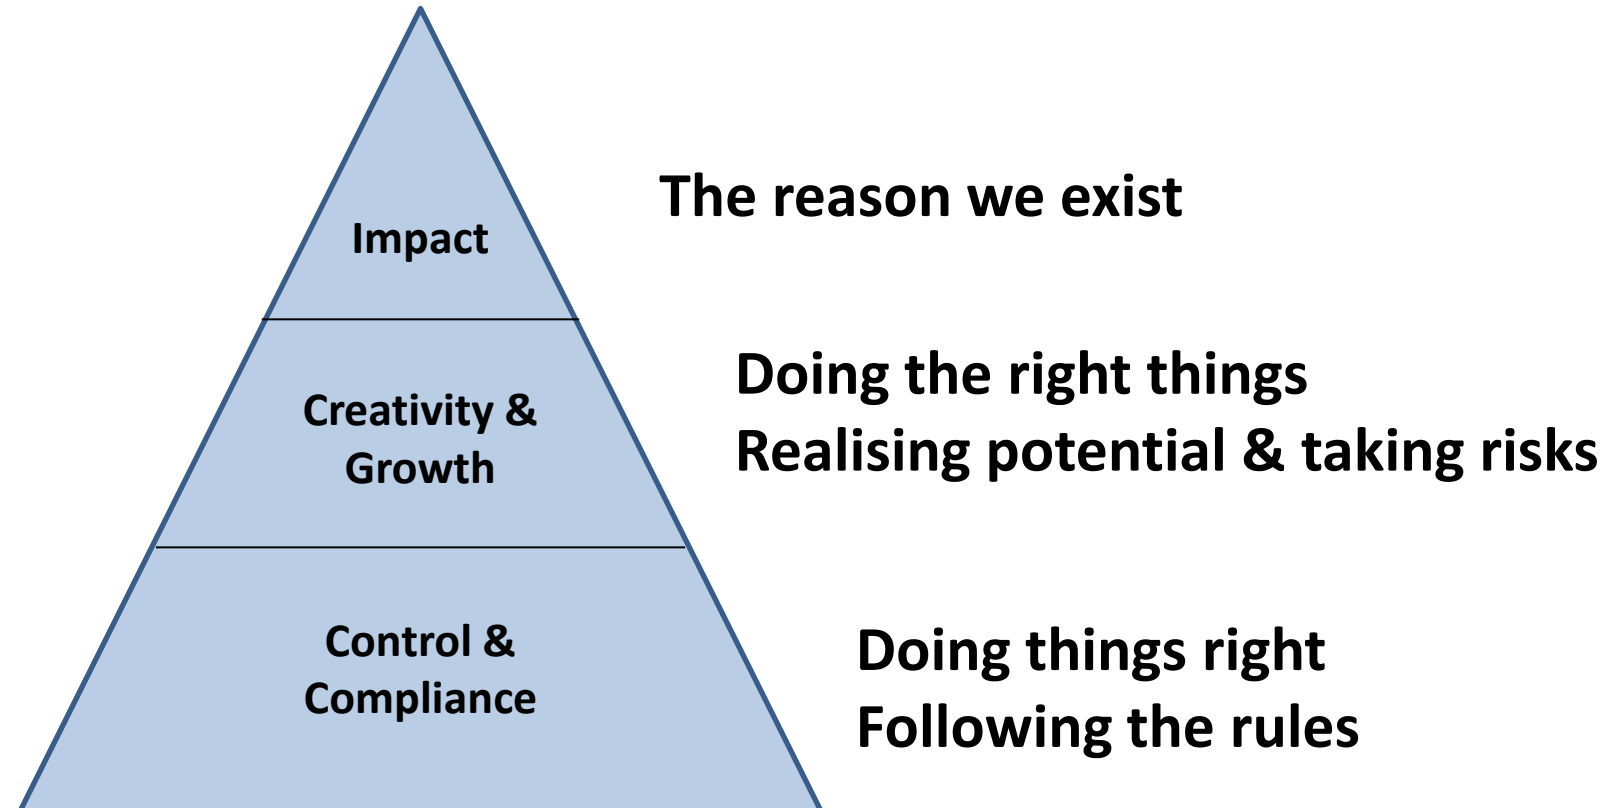 Impact
The reason we exist
Creativity &
Growth
Doing the right things
Realising potential & taking risks
Control &
Compliance
Doing things right
Following the rules